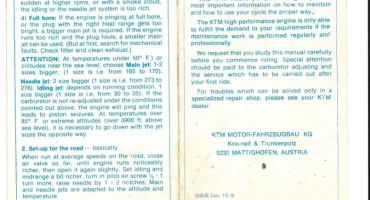 sudden at higher rpms, or with a smoke cloud,
the idling or the needle jet system is too rich.
d) Full bore: If the engine is pinging at full bore,
or the plug with the right heat range gets too
bright, a bigger main jet is required. If the engine
runs too rich and the plug fouls, a smaller main
jet can be used. (But at first, search for mechanical
faults. Check filter and clean exhaust.)
ATTENTION: At temperatures under 50° F.) or
altitudes near the sea level; choose Main jet: 1-2
sizes bigger, (1 size is i.e. from 165 to 170).
Needle jet: 2 size bigger (1 size is i.e. from 273 to
276). Idling jet: depends on running condition. 1
size bigger (1 size is i.e. from 30 to 35). If the
carburetor is not re-adjusted under the conditions
pointed out above, the engine will ping and this
leads to piston seizures. At temperatures over
85° F. or extreme altitudes (over 3900 ft. above
sea level), it is necessary to go down with the jet
sizes the opposite way.
2. Set-up for the road — basically
When run at average speeds on the road, close
air valve so far, until engine runs noticeably
richer, then open it again slightly. Set idling and
midrange a bit richer, turn in pilot air screw ½ - 1
turn more, raise needle by 1 - 2 notches. Main
and needle jets are adapted to the altitude and
temperature.
most important information on how to maintain
and how to use your cycle the proper way.
The KTM high performance engine is only able
to fulfill the demand to your requirements if the
maintenance work is performed regulary and
professionally.
We request that you study this manual carefully
before you commence riding. Special attention
should be paid to the carburetor adjusting and
the service which has to be carried out after
your first ride.
For troubles which can be solved only in a
specialized repair shop, please see your KTM
dealer.
KTM MOTOR-FAHRZEUGBAU KG
Kronreif & Trunkenpolz
5230 MATTIGHOFEN, AUSTRIA
ISSUE: Dec.